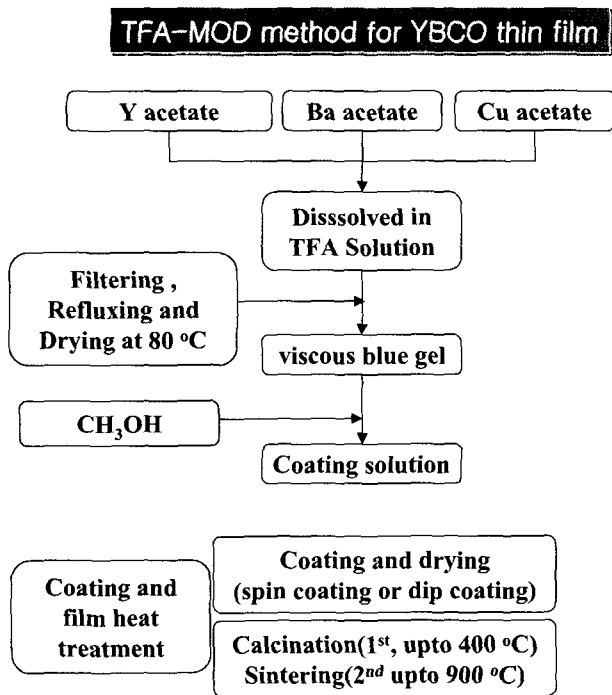 TFA-MOD method for YBCO thin film
Y acetate
Ba acetate
Cu acetate
Disssolved in
TFA Solution
Filtering ,
Refluxing and
Drying at 80 °C
viscous blue gel
CH₃OH
Coating solution
Coating and
film heat
treatment
Coating and drying
(spin coating or dip coating)
Calcination(1ˢᵗ, upto 400 °C)
Sintering(2ⁿᵈ upto 900 °C)